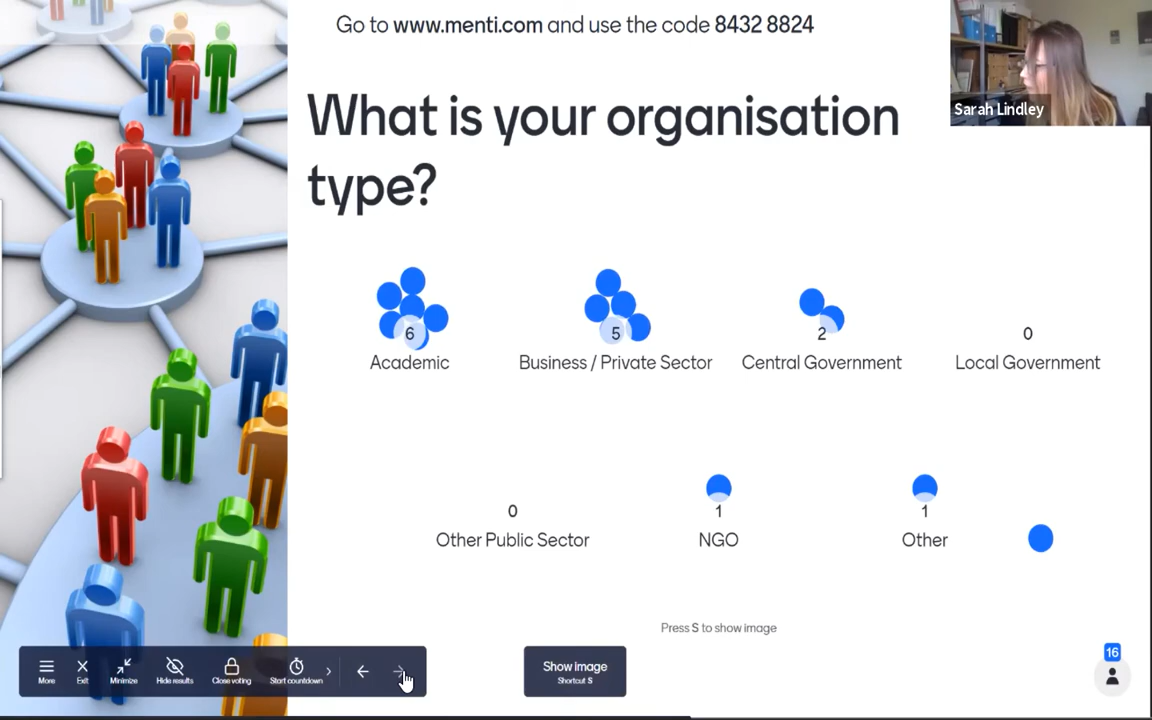 Go to www.menti.com and use the code 8432 8824
Sarah Lindley
What is your organisation
type?
6
Academic
5
Business / Private Sector
2
Central Government
0
Local Government
0
Other Public Sector
1
NGO
1
Other
Press S to show image
More
Exit
Minimize
Hide results
Close voting
Start countdown
Show image
Shortcut S
16